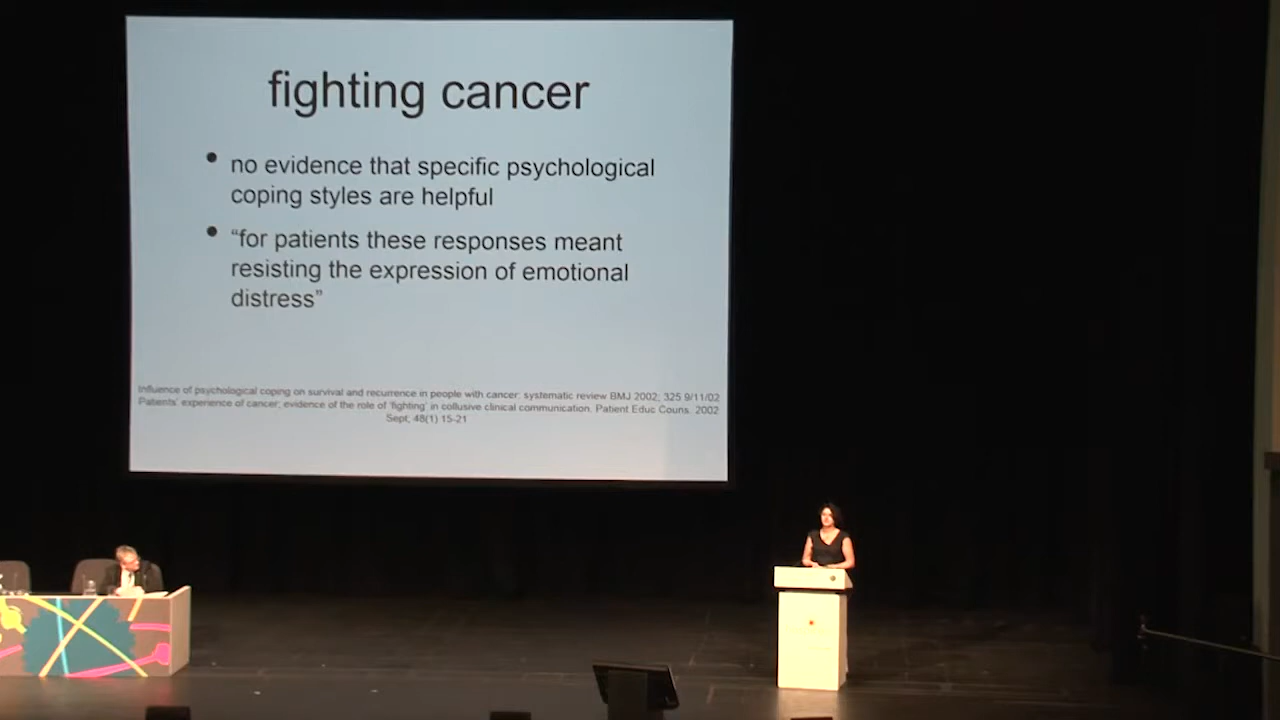 fighting cancer
• no evidence that specific psychological
coping styles are helpful
• “for patients these responses meant
resisting the expression of emotional
distress”
Influence of psychological coping on survival and recurrence in people with cancer: systematic review BMJ 2002; 325 9/11/02
Patients' experience of cancer; evidence of the role of 'fighting' in collusive clinical communication. Patient Educ Couns. 2002
Sept; 48(1) 15-21